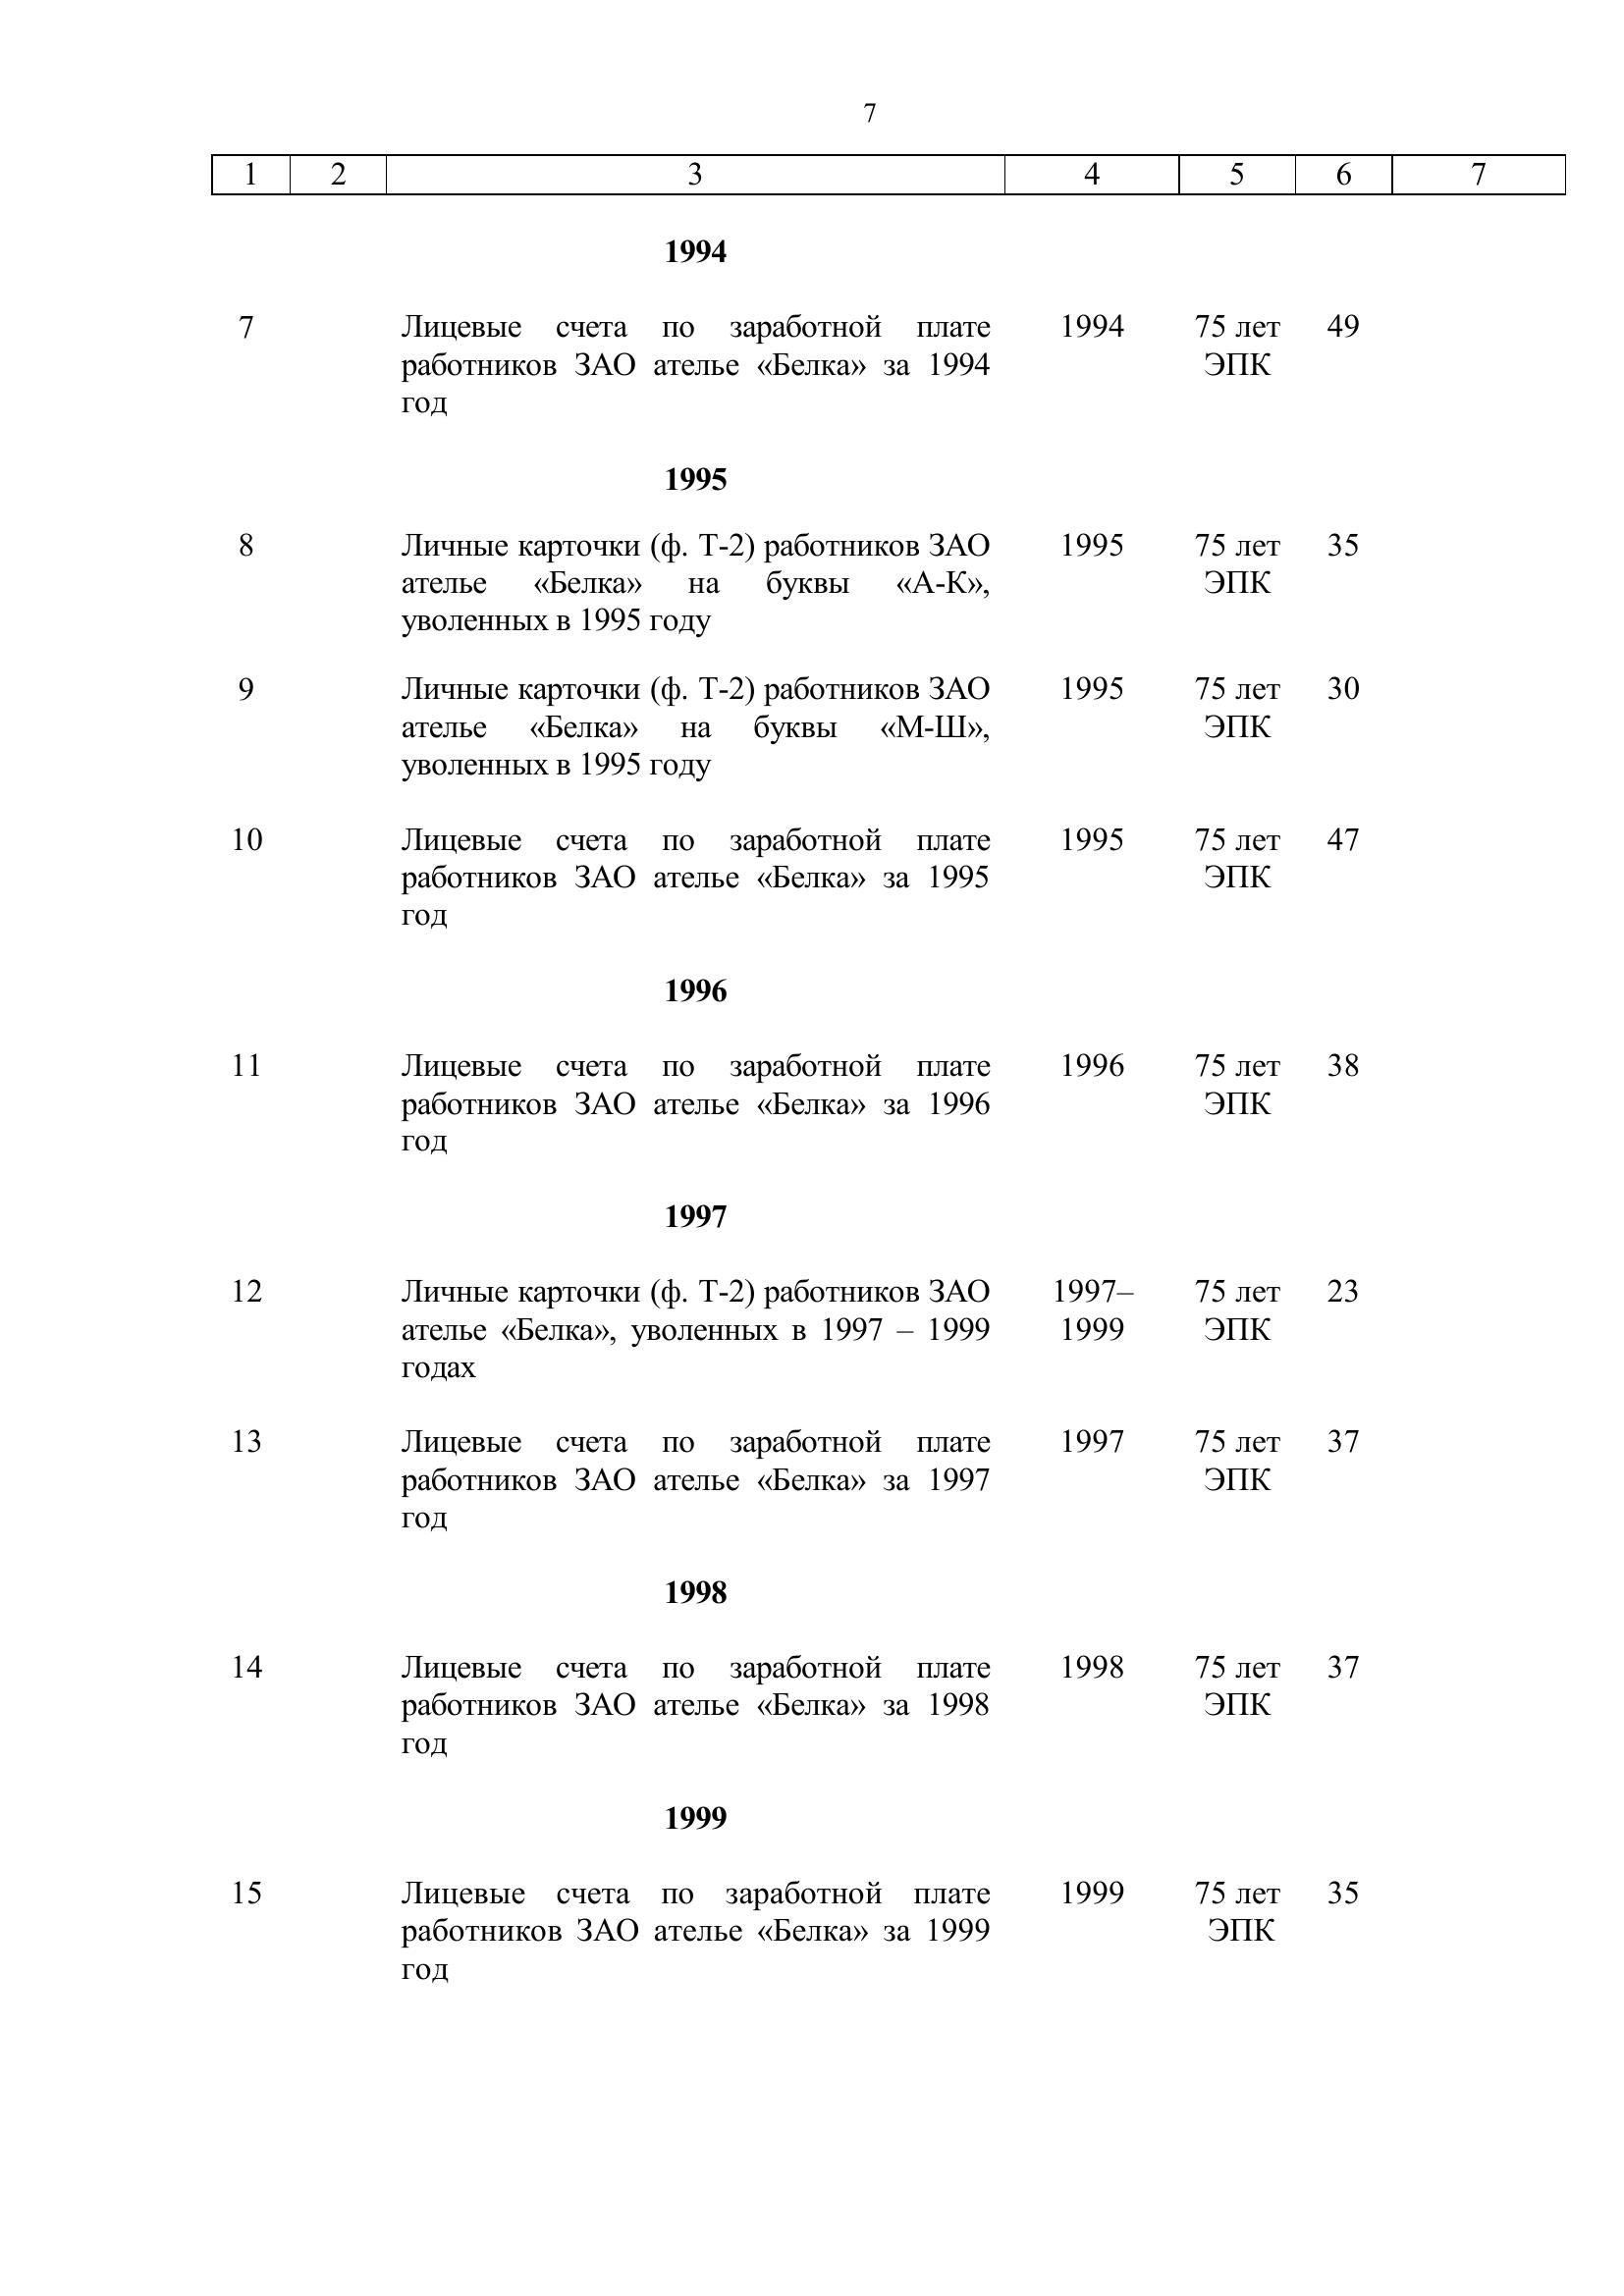 7
1 2 3 4 5 6 7
1994
7 Лицевые счета по заработной плате 1994 75 лет 49
работников ЗАО ателье «Белка» за 1994 ЭПК
год
1995
8 Личные карточки (ф. Т-2) работников ЗАО 1995 75 лет 35
ателье «Белка» на буквы «А-К», ЭПК
уволенных в 1995 году
9 Личные карточки (ф. Т-2) работников ЗАО 1995 75 лет 30
ателье «Белка» на буквы «М-Ш», ЭПК
уволенных в 1995 году
10 Лицевые счета по заработной плате 1995 75 лет 47
работников ЗАО ателье «Белка» за 1995 ЭПК
год
1996
11 Лицевые счета по заработной плате 1996 75 лет 38
работников ЗАО ателье «Белка» за 1996 ЭПК
год
1997
12 Личные карточки (ф. Т-2) работников ЗАО 1997– 75 лет 23
ателье «Белка», уволенных в 1997 – 1999 1999 ЭПК
годах
13 Лицевые счета по заработной плате 1997 75 лет 37
работников ЗАО ателье «Белка» за 1997 ЭПК
год
1998
14 Лицевые счета по заработной плате 1998 75 лет 37
работников ЗАО ателье «Белка» за 1998 ЭПК
год
1999
15 Лицевые счета по заработной плате 1999 75 лет 35
работников ЗАО ателье «Белка» за 1999 ЭПК
год